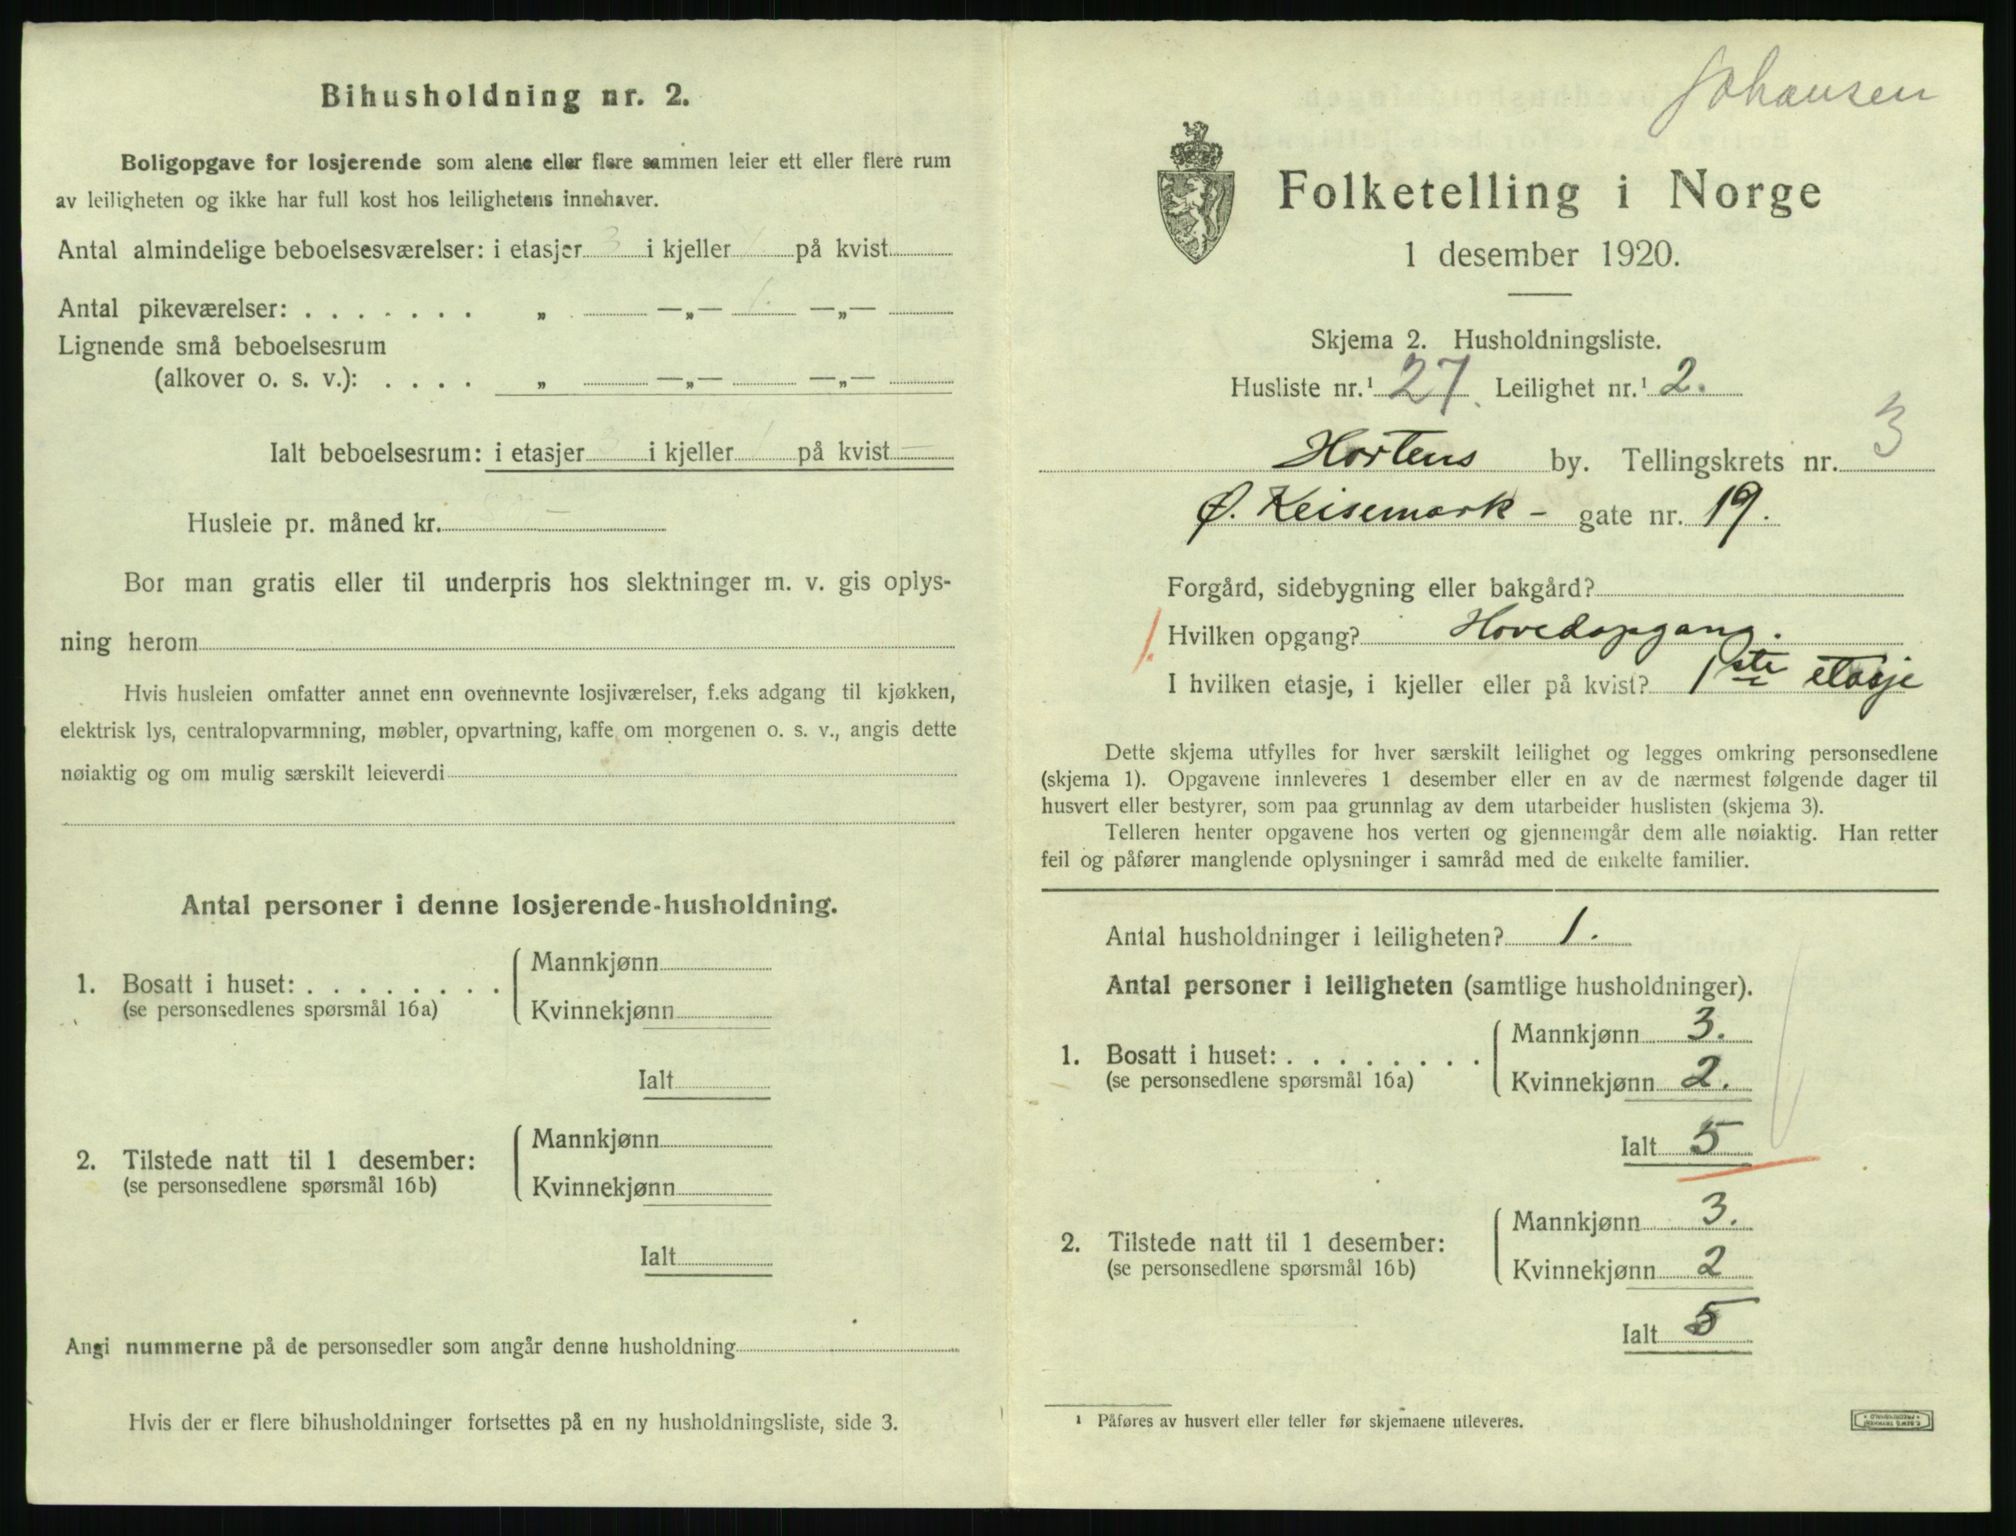 Bihusholdning nr. 2.
Boligopgave for losjerende som alene eller flere sammen leier ett eller flere rum
av leiligheten og ikke har full kost hos leilighetens innehaver.
Antal almindelige beboelsesværelser: i etasjer 3 i kjeller 1 på kvist
Antal pikeværelser: . . . . . . . „ —„— 1. —„—
Lignende små beboelsesrum
(alkover o. s. v.): . . . . „ —„— —„—
Ialt beboelsesrum: i etasjer 3 i kjeller 1 på kvist —
Husleie pr. måned kr.
Bor man gratis eller til underpris hos slektninger m. v. gis oplys-
ning herom
Hvis husleien omfatter annet enn ovennevnte losjiværelser, f.eks adgang til kjøkken,
elektrisk lys, centralopvarmning, møbler, opvartning, kaffe om morgenen o. s. v., angis dette
nøiaktig og om mulig særskilt leieverdi
Antal personer i denne losjerende-husholdning.
1. Bosatt i huset: . . . . . . . .
(se personsedlenes spørsmål 16a)
Mannkjønn
Kvinnekjønn
Ialt
2. Tilstede natt til 1 desember:
(se personsedlene spørsmål 16b)
Mannkjønn
Kvinnekjønn
Ialt
Angi nummerne på de personsedler som angår denne husholdning
Hvis der er flere bihusholdninger fortsettes på en ny husholdningsliste, side 3.
Johansen
Folketelling i Norge
1 desember 1920.
Skjema 2. Husholdningsliste.
Husliste nr.¹ 27. Leilighet nr.¹ 2.
Hortens by. Tellingskrets nr. 3
Ø. Keisemark - gate nr. 19.
Forgård, sidebygning eller bakgård?
1. Hvilken opgang? Hovedopgang.
I hvilken etasje, i kjeller eller på kvist? 1ste etasje
Dette skjema utfylles for hver særskilt leilighet og legges omkring personsedlene
(skjema 1). Opgavene innleveres 1 desember eller en av de nærmest følgende dager til
husvert eller bestyrer, som paa grunnlag av dem utarbeider huslisten (skjema 3).
Telleren henter opgavene hos verten og gjennemgår dem alle nøiaktig. Han retter
feil og påfører manglende oplysninger i samråd med de enkelte familier.
Antal husholdninger i leiligheten? 1.
Antal personer i leiligheten (samtlige husholdninger).
1. Bosatt i huset: . . . . . . . .
(se personsedlene spørsmål 16a)
Mannkjønn 3.
Kvinnekjønn 2.
Ialt 5
2. Tilstede natt til 1 desember:
(se personsedlene spørsmål 16b)
Mannkjønn 3.
Kvinnekjønn 2
Ialt 5
¹ Påføres av husvert eller teller før skjemaene utleveres.